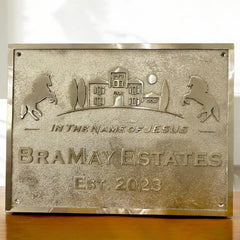 IN THE NAME OF JESUS
BRAMAY ESTATES
EST. 2023